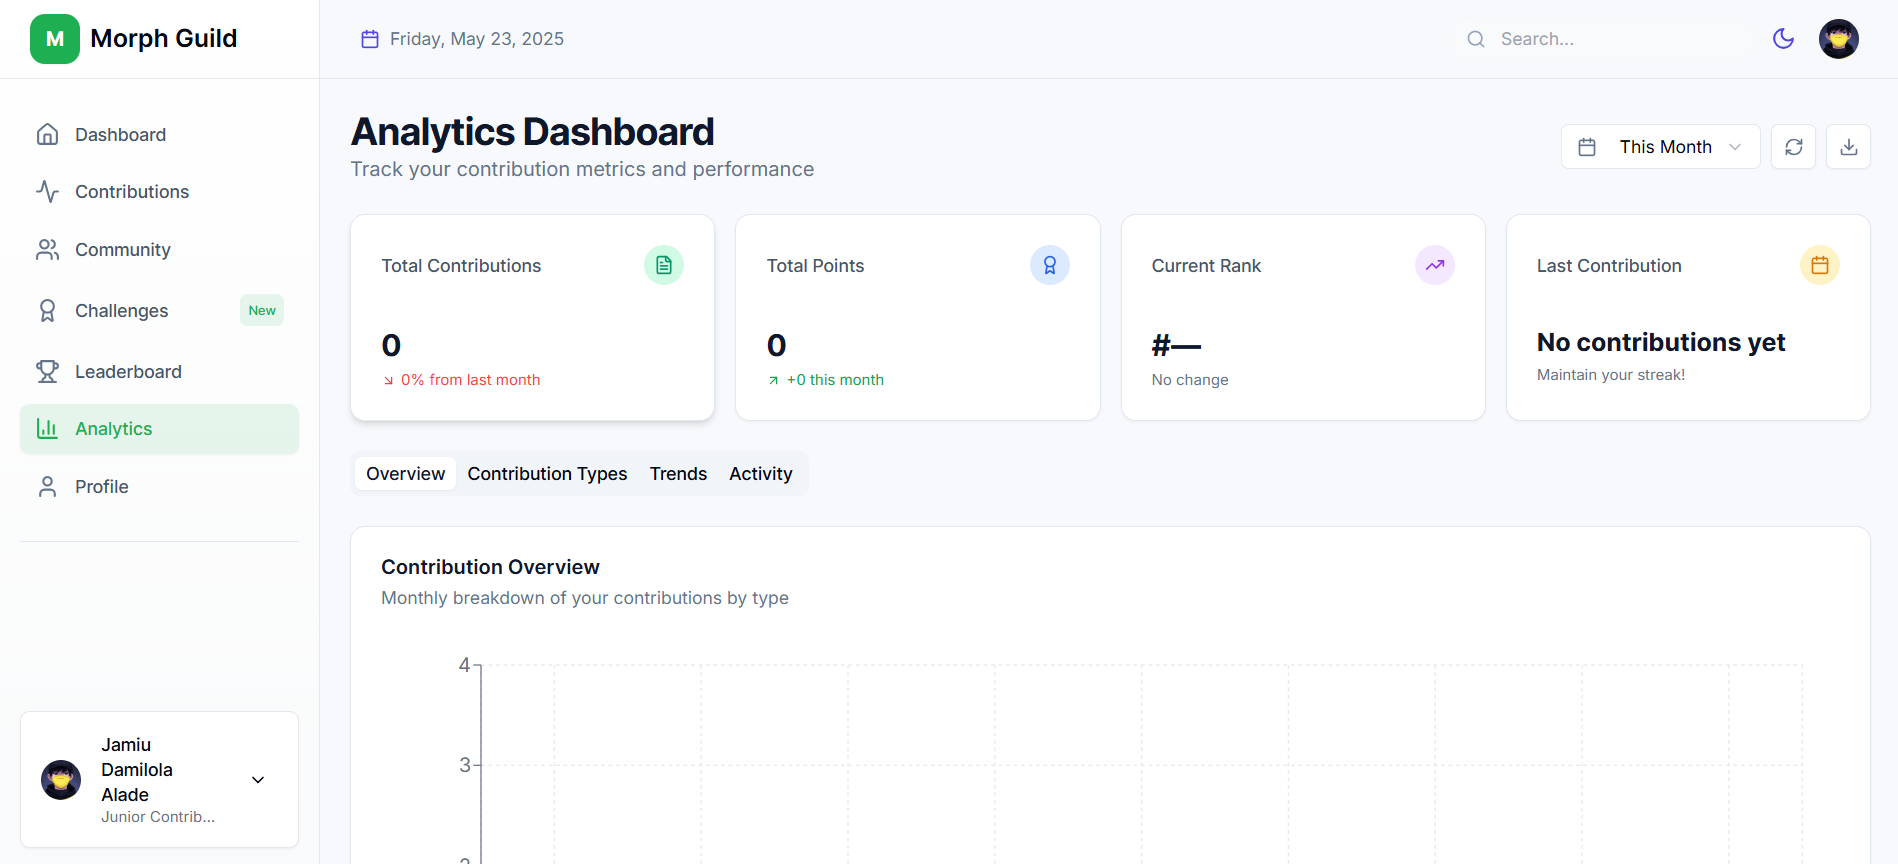 M Morph Guild
Friday, May 23, 2025
Search...
Dashboard
Contributions
Community
Challenges New
Leaderboard
Analytics
Profile
Jamiu
Damilola
Alade
Junior Contrib...
Analytics Dashboard
Track your contribution metrics and performance
This Month
Total Contributions
0
0% from last month
Total Points
0
+0 this month
Current Rank
#—
No change
Last Contribution
No contributions yet
Maintain your streak!
Overview Contribution Types Trends Activity
Contribution Overview
Monthly breakdown of your contributions by type
4
3